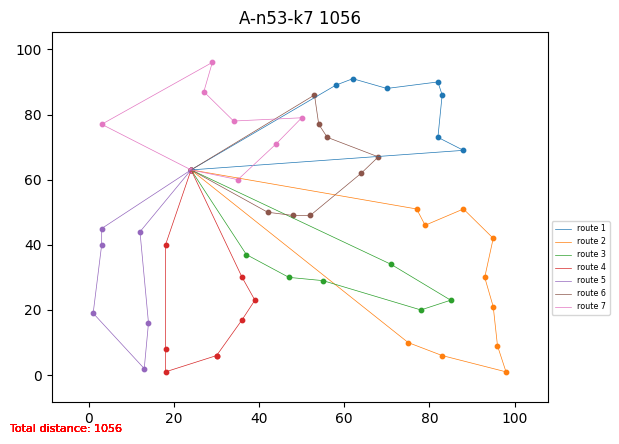 A-n53-k7 1056
100
80
60
40
20
0
0 20 40 60 80 100
route 1
route 2
route 3
route 4
route 5
route 6
route 7
Total distance: 1056